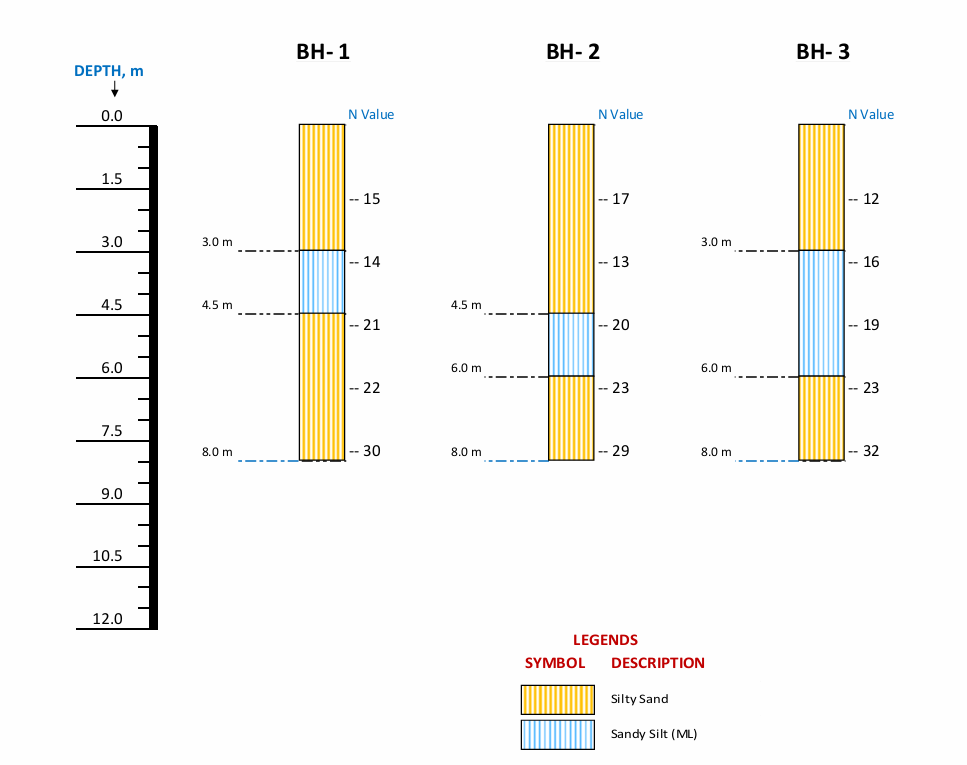 BH- 1
BH- 2
BH- 3
DEPTH, m
0.0
N Value
N Value
N Value
1.5
-- 15
-- 17
-- 12
3.0
3.0 m
3.0 m
-- 14
-- 13
-- 16
4.5
4.5 m
4.5 m
-- 21
-- 20
-- 19
6.0
6.0 m
6.0 m
-- 22
-- 23
-- 23
7.5
8.0 m
-- 30
8.0 m
-- 29
8.0 m
-- 32
9.0
10.5
12.0
LEGENDS
SYMBOL DESCRIPTION
Silty Sand
Sandy Silt (ML)